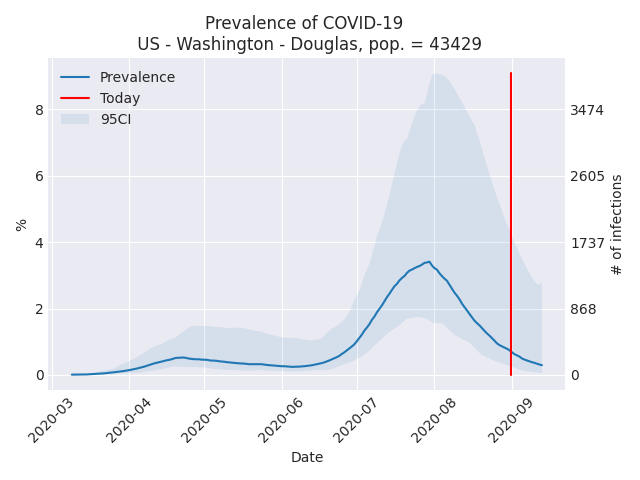 Prevalence of COVID-19
US - Washington - Douglas, pop. = 43429
Prevalence
Today
95CI
8
6
4
2
0
%
3474
2605
1737
868
0
# of infections
2020-03
2020-04
2020-05
2020-06
2020-07
2020-08
2020-09
Date